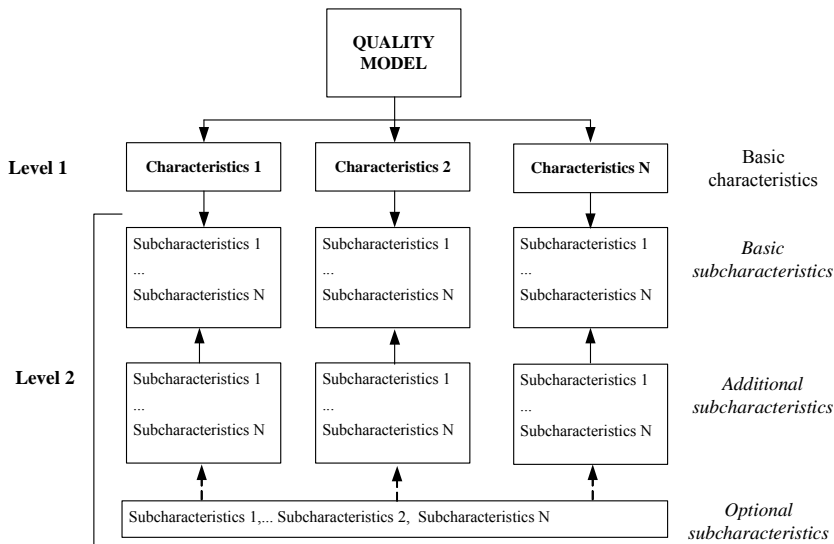 QUALITY
MODEL
Level 1
Characteristics 1
Characteristics 2
Characteristics N
Basic
characteristics
Subcharacteristics 1
...
Subcharacteristics N
Subcharacteristics 1
...
Subcharacteristics N
Subcharacteristics 1
...
Subcharacteristics N
Basic
subcharacteristics
Level 2
Subcharacteristics 1
...
Subcharacteristics N
Subcharacteristics 1
...
Subcharacteristics N
Subcharacteristics 1
...
Subcharacteristics N
Additional
subcharacteristics
Subcharacteristics 1,... Subcharacteristics 2, Subcharacteristics N
Optional
subcharacteristics